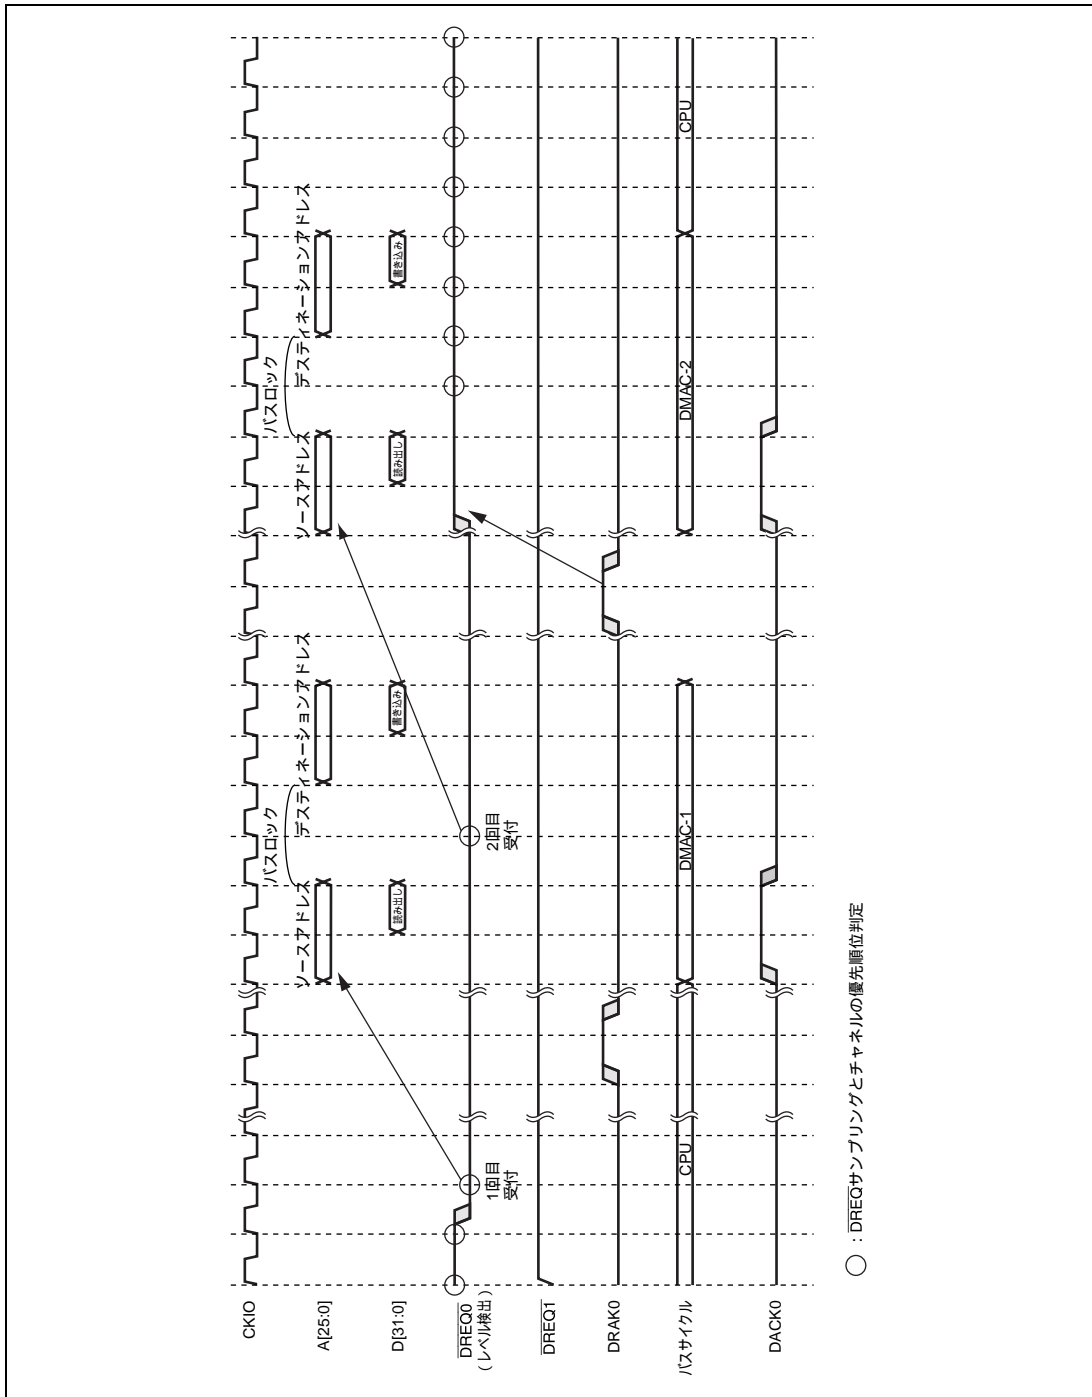 CKIO
A[25:0]
D[31:0]
DREQ0
(レベル検出)
DREQ1
DRAK0
バスサイクル
DACK0
バスロック
バスロック
ソースアドレス
デスティネーションアドレス
ソースアドレス
デスティネーションアドレス
読み出し
書き込み
読み出し
書き込み
1回目
受付
2回目
受付
CPU
DMAC-1
DMAC-2
CPU
○ : DREQサンプリングとチャネルの優先順位判定